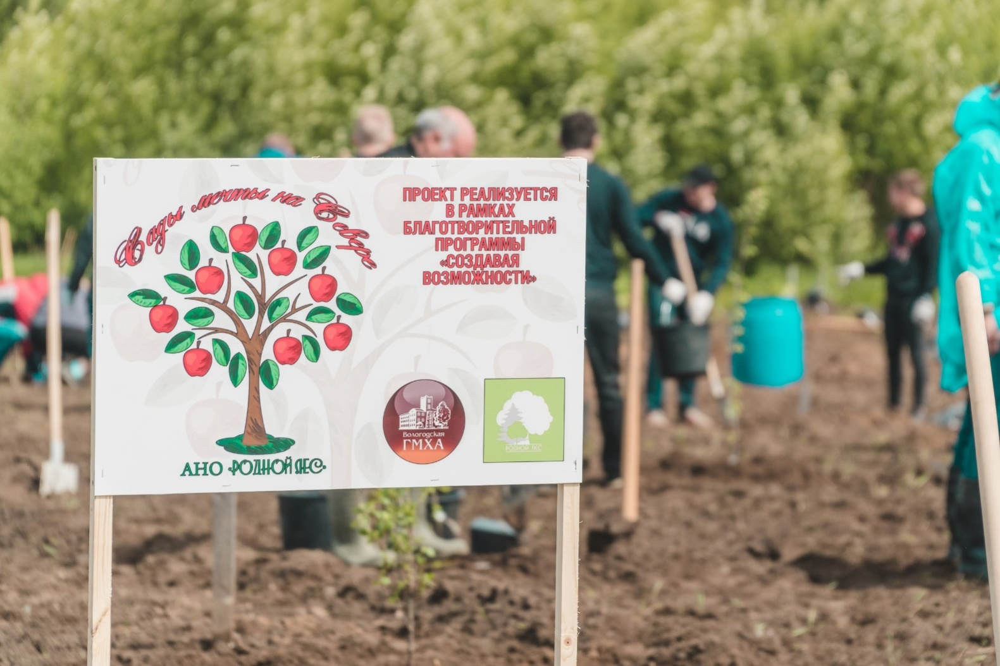 Сады мечты на Севере
ПРОЕКТ РЕАЛИЗУЕТСЯ
В РАМКАХ
БЛАГОТВОРИТЕЛЬНОЙ
ПРОГРАММЫ
«СОЗДАВАЯ
ВОЗМОЖНОСТИ»
Вологодская
ГМХА
РОДНОЙ ЛЕС
АНО «РОДНОЙ ЛЕС»